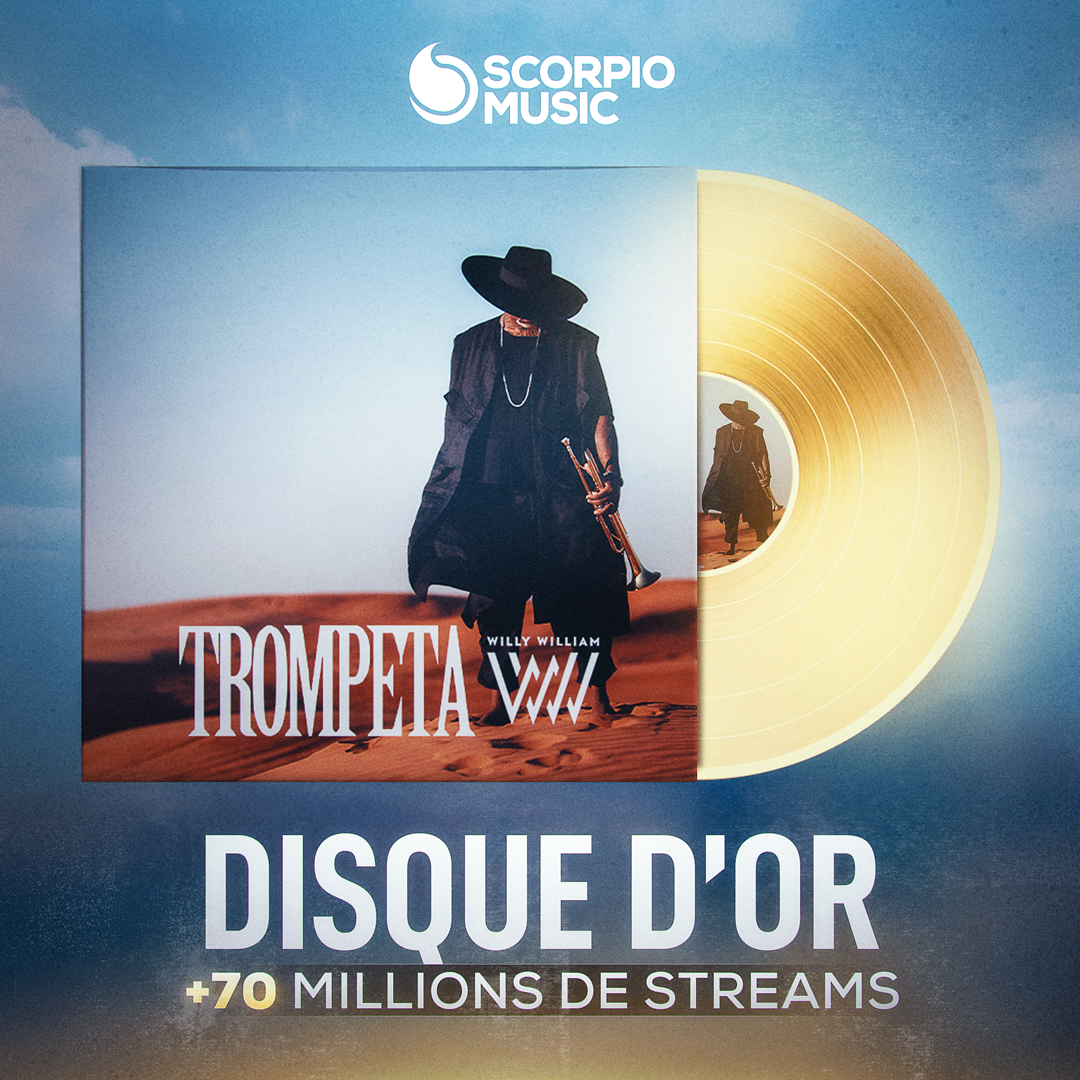 SCORPIO
MUSIC
TROMPETA
WILLY WILLIAM
DISQUE D'OR
+70 MILLIONS DE STREAMS